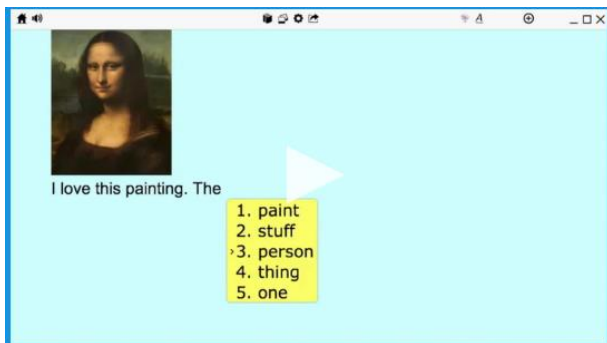 I love this painting. The
1. paint
2. stuff
›3. person
4. thing
5. one